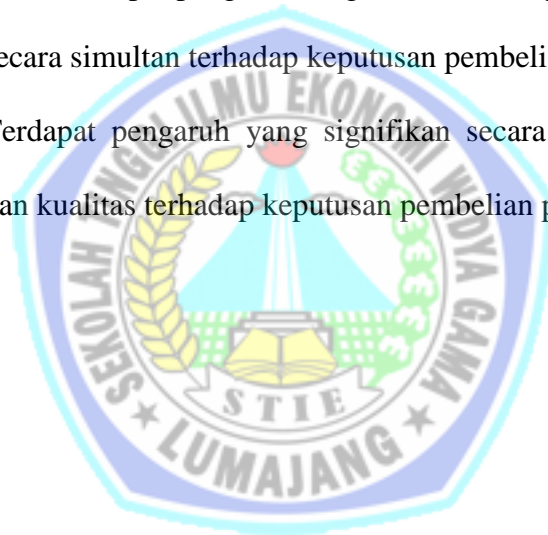 ecara simultan terhadap keputusan pembeli
erdapat pengaruh yang signifikan secara
an kualitas terhadap keputusan pembelian p
SEKOLAH TINGGI ILMU EKONOMI WIDYA GAMA
STIE
LUMAJANG